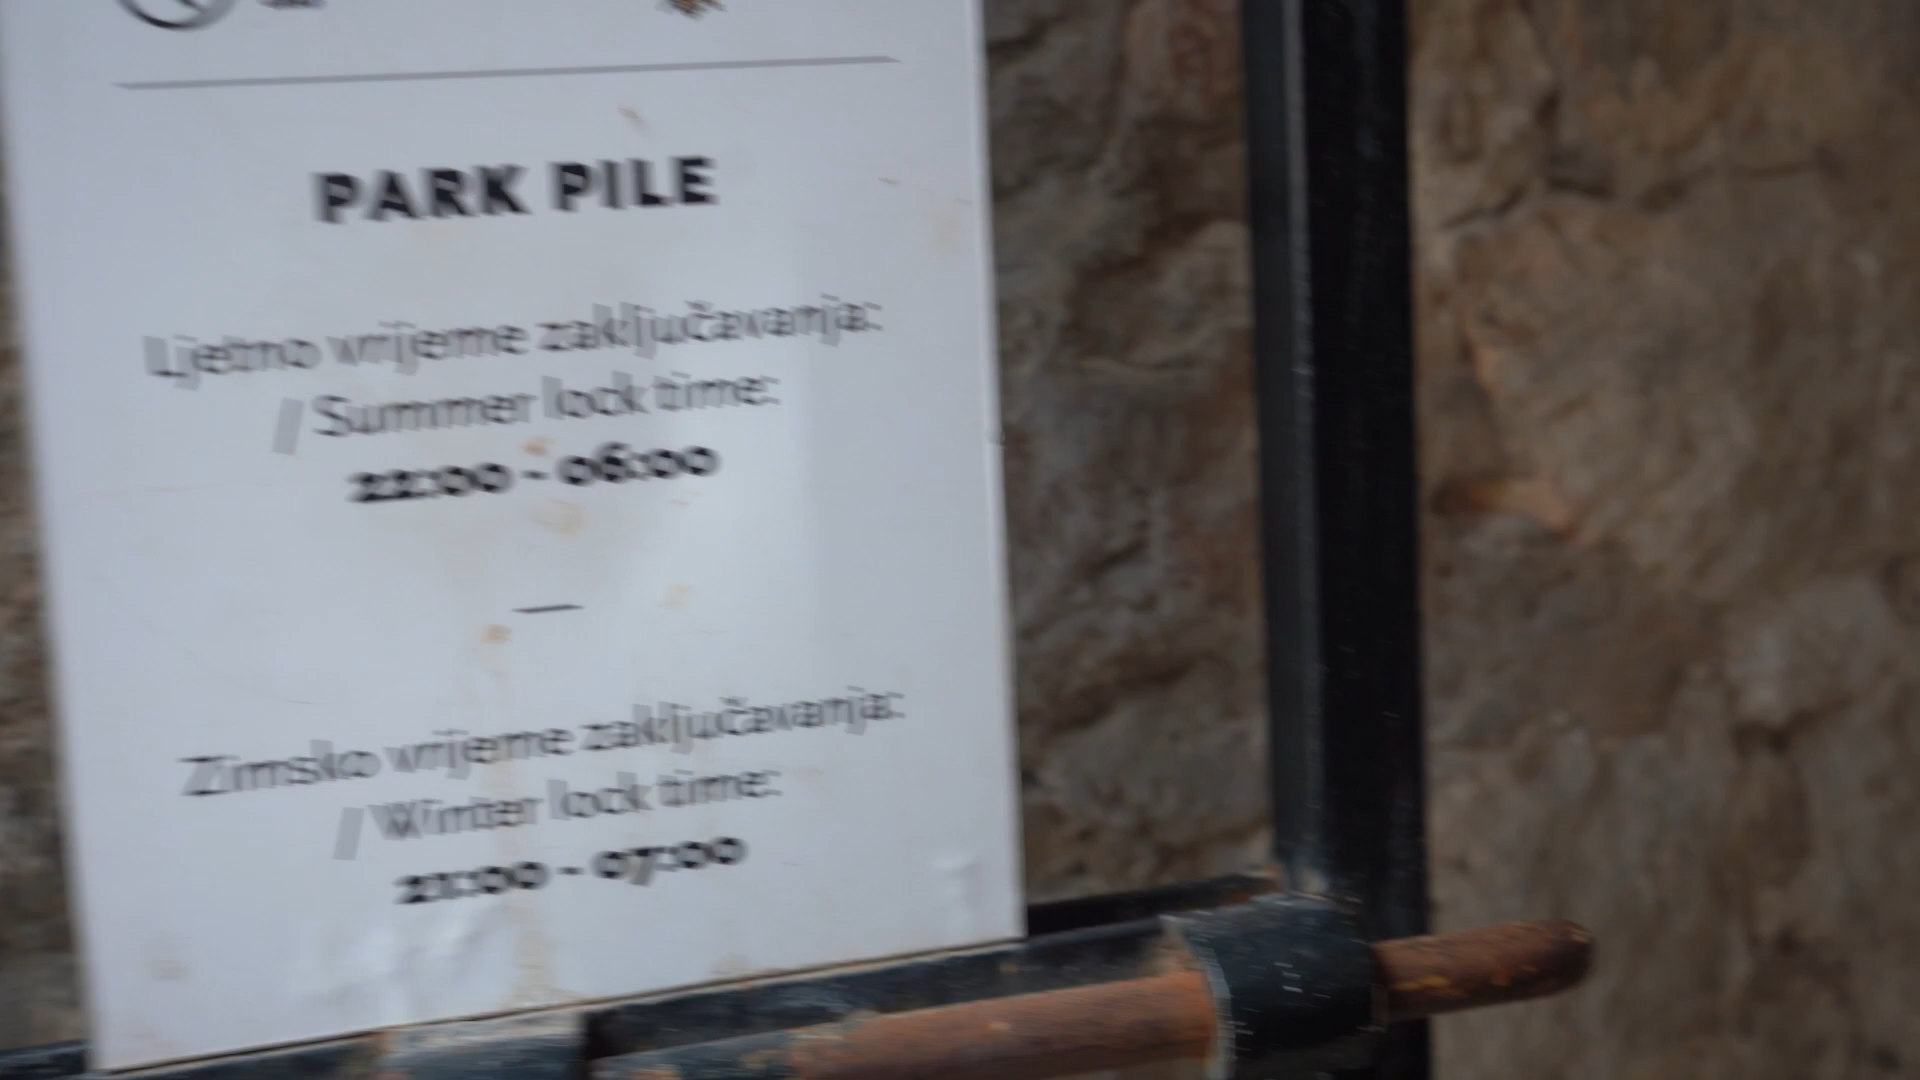 PARK PILE
Ljetno vrijeme zaključavanja:
/ Summer lock time:
22:00 - 06:00
—
Zimsko vrijeme zaključavanja:
/ Winter lock time:
21:00 - 07:00